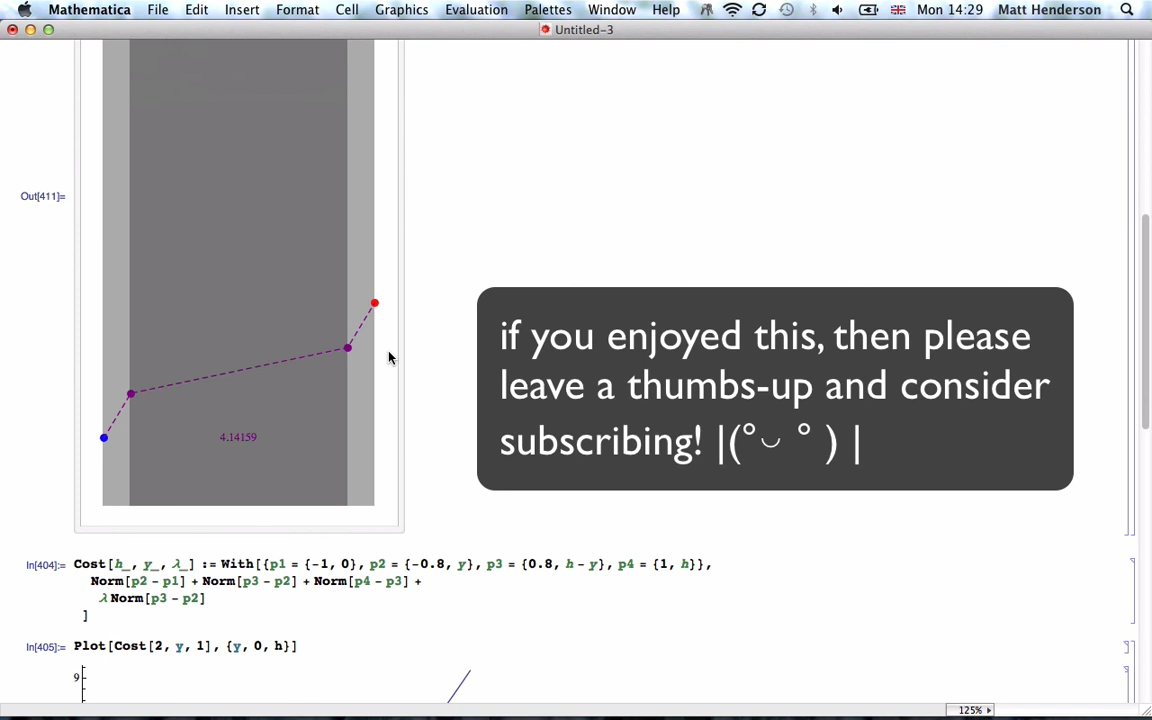 Mathematica File Edit Insert Format Cell Graphics Evaluation Palettes Window Help Mon 14:29 Matt Henderson
Untitled-3
Out[411]=
4.14159
if you enjoyed this, then please
leave a thumbs-up and consider
subscribing! |(°◡ ° ) |
In[404]:= Cost[h_, y_, λ_] := With[{p1 = {-1, 0}, p2 = {-0.8, y}, p3 = {0.8, h - y}, p4 = {1, h}},
Norm[p2 - p1] + Norm[p3 - p2] + Norm[p4 - p3] +
λ Norm[p3 - p2]
]
In[405]:= Plot[Cost[2, y, 1], {y, 0, h}]
9
125%